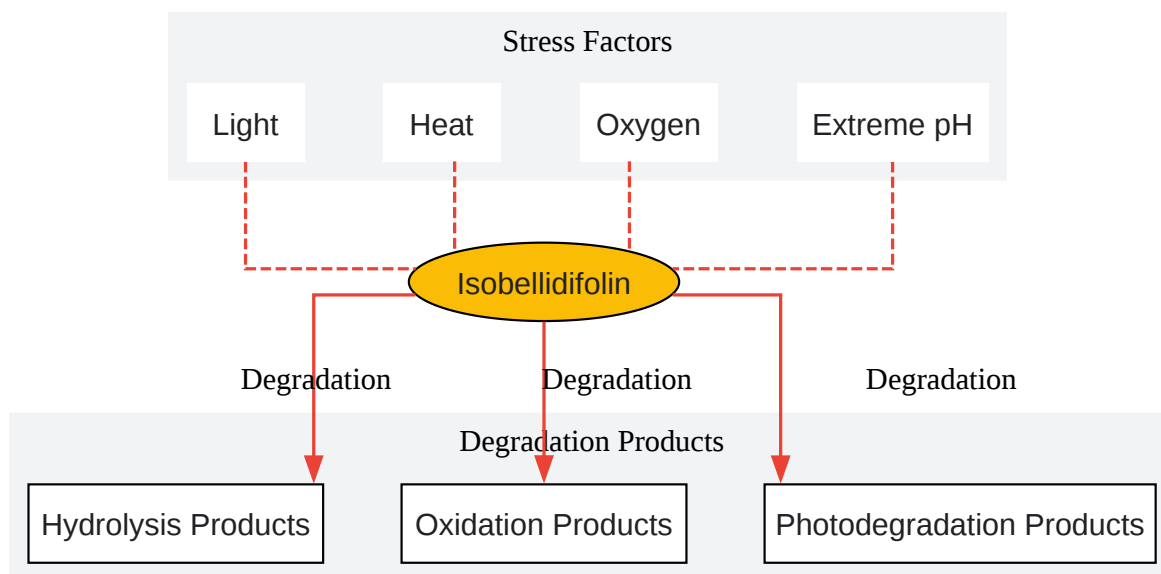 Stress Factors
Light
Heat
Oxygen
Extreme pH
Isobellidifolin
Degradation
Degradation
Degradation
Degradation Products
Hydrolysis Products
Oxidation Products
Photodegradation Products